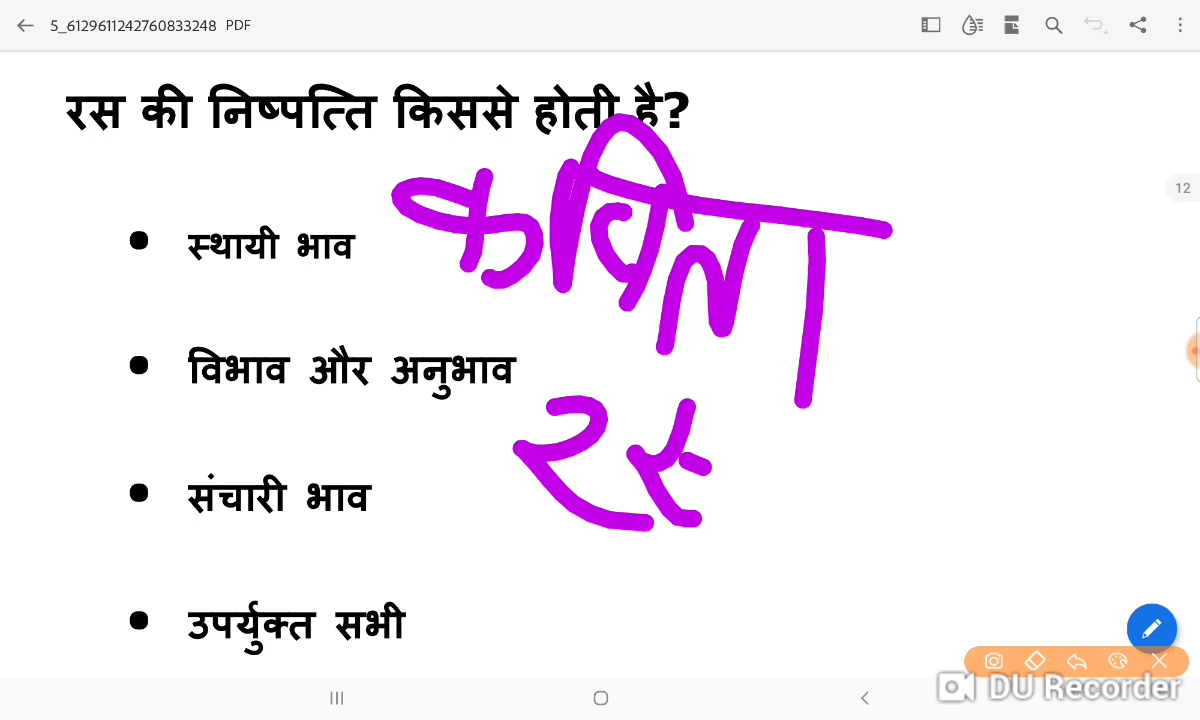 5_6129611242760833248 PDF
रस की निष्पत्ति किससे होती है?
कविता
12
स्थायी भाव
विभाव और अनुभाव
रस
संचारी भाव
उपर्युक्त सभी
DU Recorder